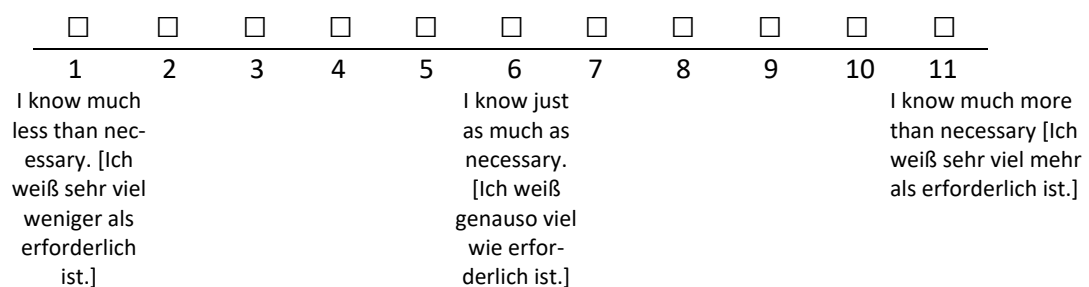 ☐ ☐ ☐ ☐ ☐ ☐ ☐ ☐ ☐ ☐ ☐
1 2 3 4 5 6 7 8 9 10 11
I know much
less than nec-
essary. [Ich
weiß sehr viel
weniger als
erforderlich
ist.]
I know just
as much as
necessary.
[Ich weiß
genauso viel
wie erfor-
derlich ist.]
I know much more
than necessary [Ich
weiß sehr viel mehr
als erforderlich ist.]